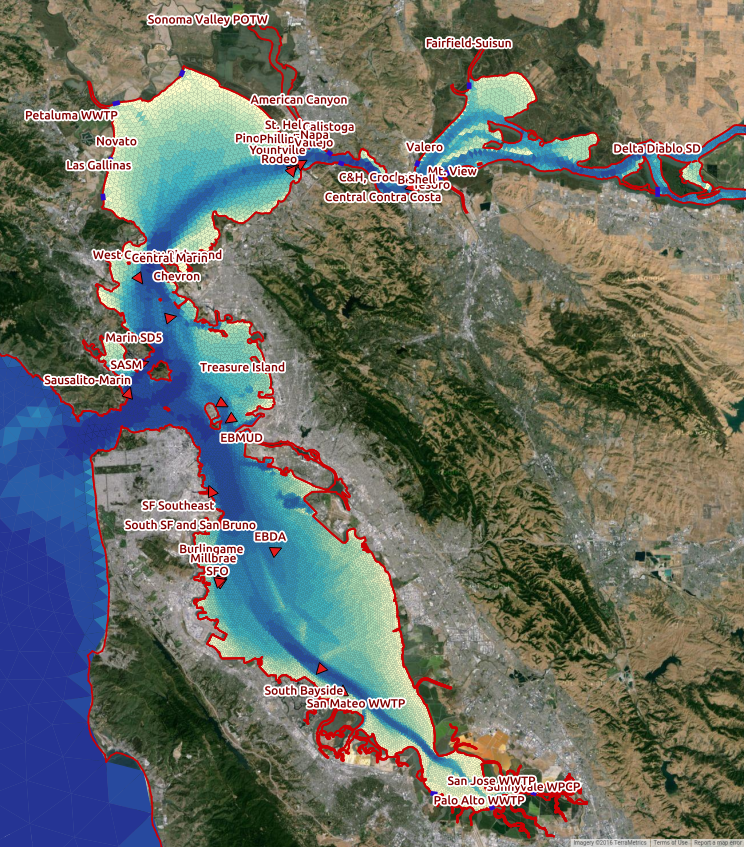 Sonoma Valley POTW
Fairfield-Suisun
American Canyon
Petaluma WWTP
St. Hel
Calistoga
Napa
Novato
Phillip
Vallejo
Yountville
Valero
Delta Diablo SD
Rodeo
Las Gallinas
Mt. View
C&H, Croc
Shell
Tesoro
Central Contra Costa
West C
Central Marin
Chevron
Marin SD5
SASM
Treasure Island
Sausalito-Marin
EBMUD
SF Southeast
South SF and San Bruno
EBDA
Burlingame
Millbrae
SFO
South Bayside
San Mateo WWTP
San Jose WWTP
Sunnyvale WPCP
Palo Alto WWTP
Imagery ©2016 TerraMetrics | Terms of Use | Report a map error